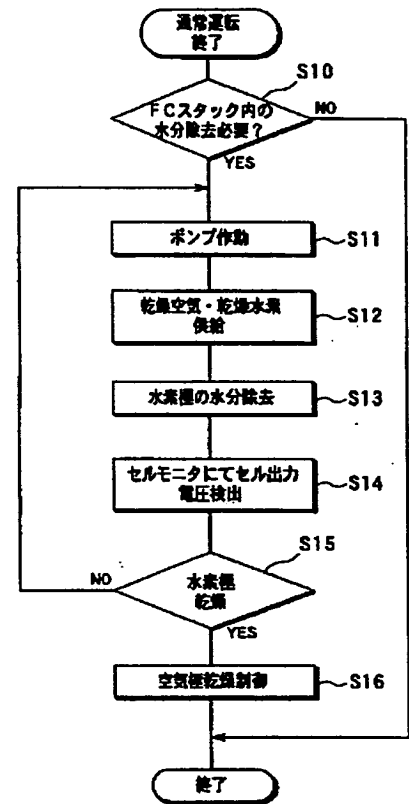 通常運転
終了
S10
FCスタック内の
水分除去必要?
NO
YES
ポンプ作動
S11
乾燥空気・乾燥水素
供給
S12
水素極の水分除去
S13
セルモニタにてセル出力
電圧検出
S14
S15
NO
水素極
乾燥
YES
空気極乾燥制御
S16
終了